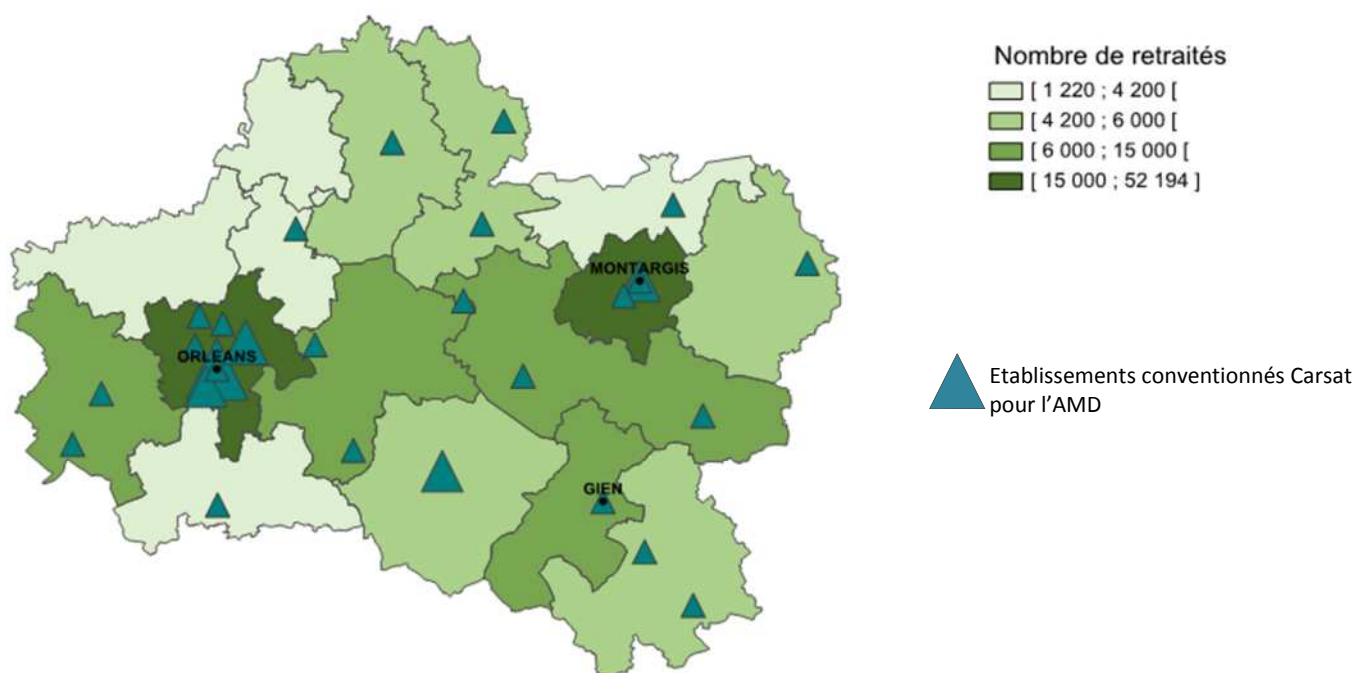 Nombre de retraités
[ 1 220 ; 4 200 [
[ 4 200 ; 6 000 [
[ 6 000 ; 15 000 [
[ 15 000 ; 52 194 ]
MONTARGIS
ORLEANS
GIEN
Etablissements conventionnés Carsat
pour l'AMD